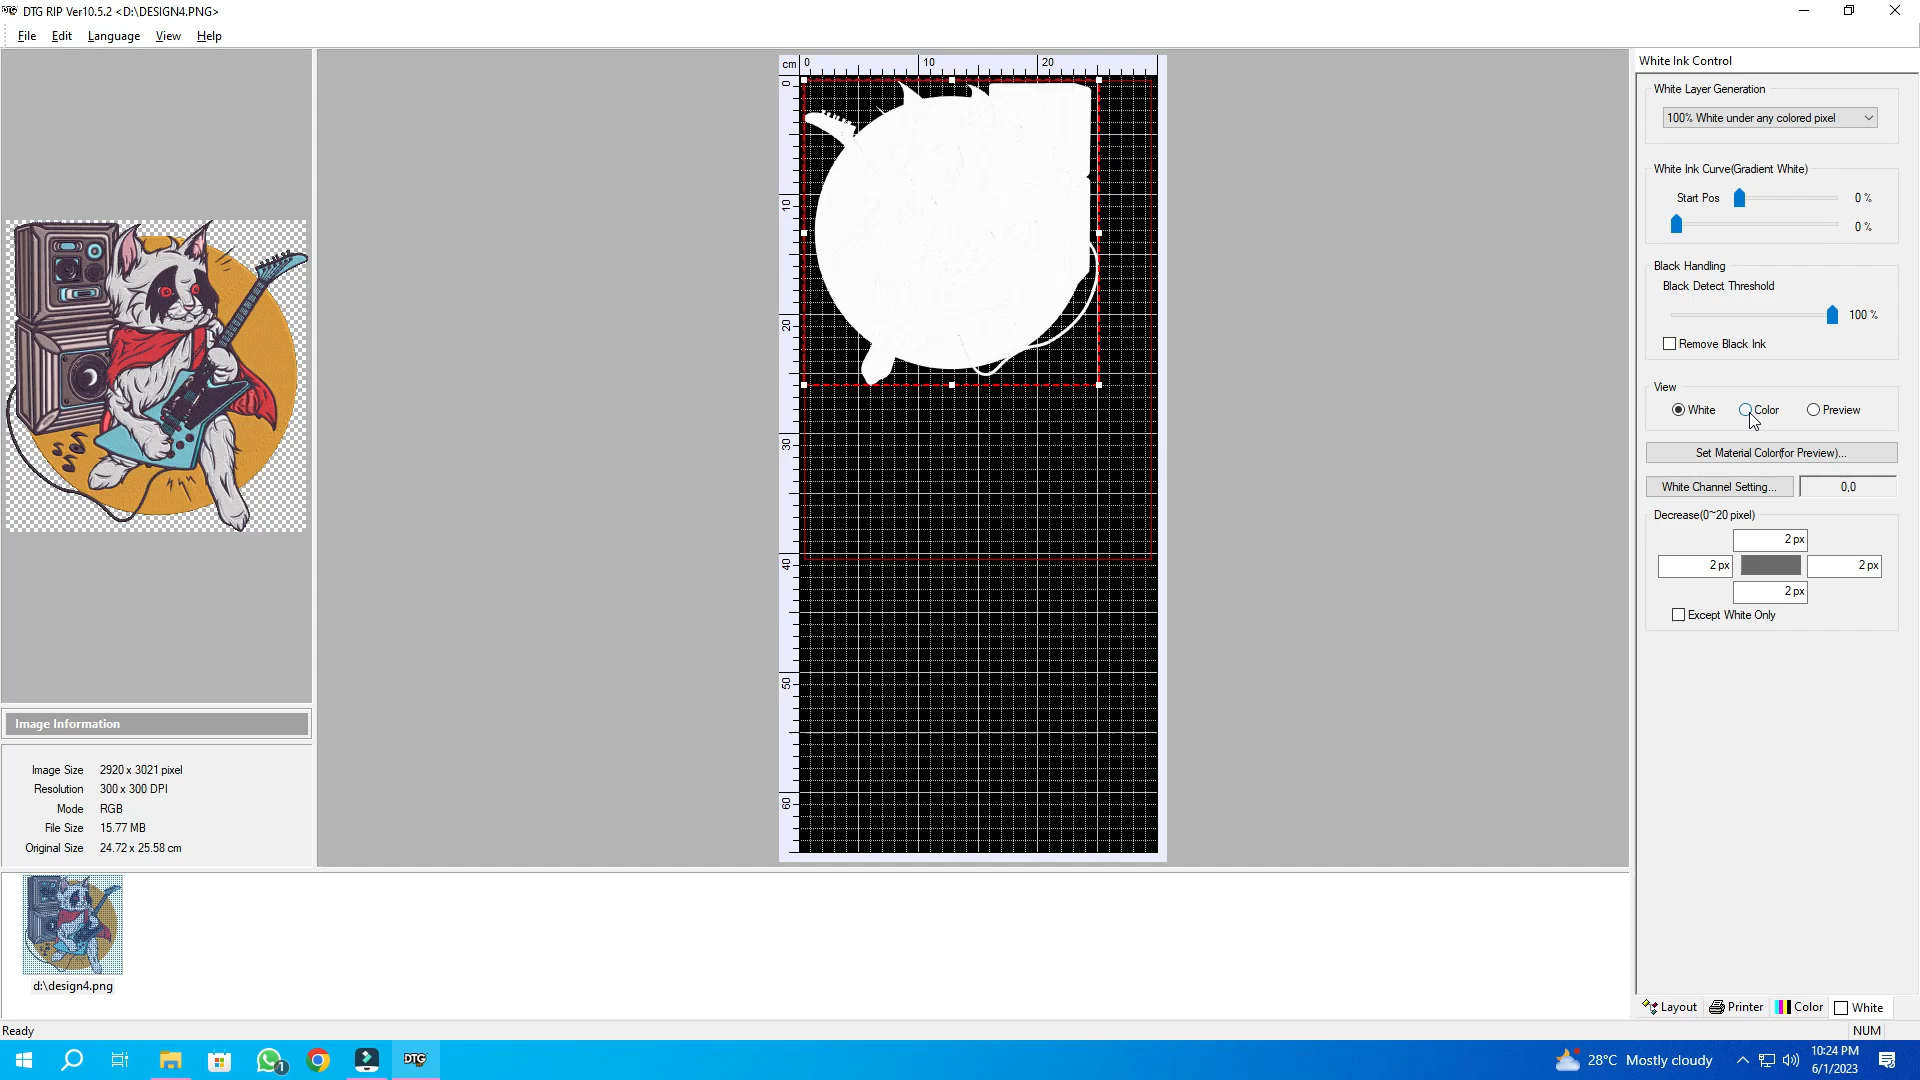 DTG RIP Ver10.5.2 <D:\DESIGN4.PNG>
File Edit Language View Help
White Ink Control
White Layer Generation
100% White under any colored pixel
White Ink Curve(Gradient White)
Start Pos 0 %
0 %
Black Handling
Black Detect Threshold
100 %
Remove Black Ink
View
White Color Preview
Set Material Color(for Preview)...
White Channel Setting... 0,0
Decrease(0~20 pixel)
2 px
2 px 2 px
2 px
Except White Only
cm 0 10 20
0
10
20
30
40
50
60
Image Information
Image Size 2920 x 3021 pixel
Resolution 300 x 300 DPI
Mode RGB
File Size 15.77 MB
Original Size 24.72 x 25.58 cm
d:\design4.png
Layout Printer Color White
Ready NUM
1 DTG 28°C Mostly cloudy 10:24 PM
6/1/2023